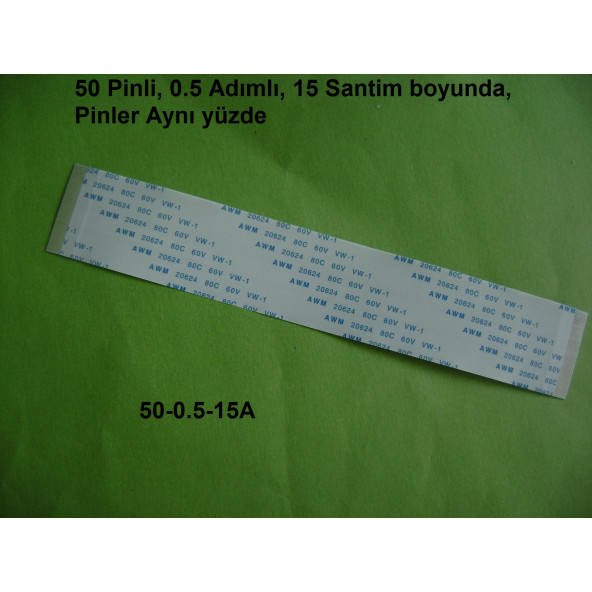 50 Pinli, 0.5 Adımlı, 15 Santim boyunda,
Pinler Aynı yüzde
AWM 20624 80C 60V VW-1
50-0.5-15A